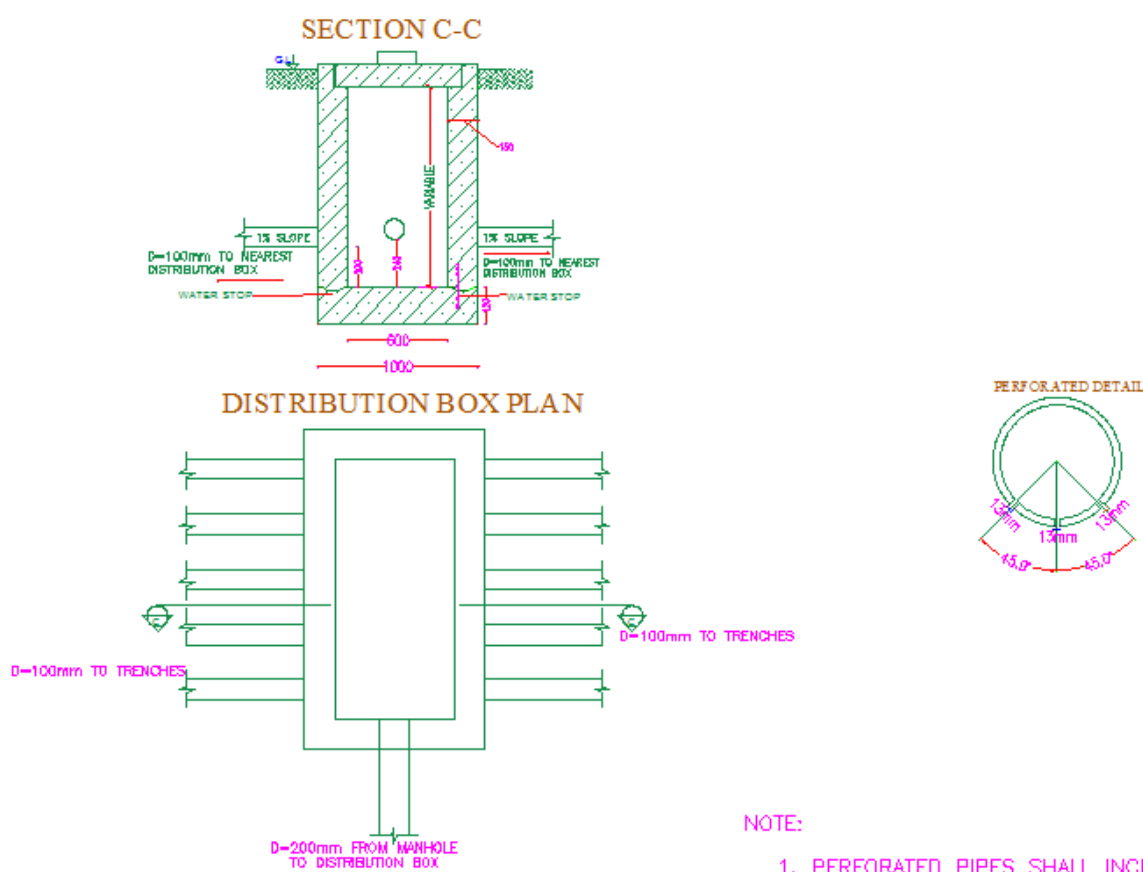 SECTION C-C
G.L
VARIABLE
1% SLOPE
1% SLOPE
D=100mm TO NEAREST
DISTRIBUTION BOX
D=100mm TO NEAREST
DISTRIBUTION BOX
WATER STOP
WATER STOP
1000
DISTRIBUTION BOX PLAN
PERFORATED DETAIL
13mm
13mm
13mm
45.0°
45.0°
C
C
D=100mm TO TRENCHES
D=100mm TO TRENCHES
D=200mm FROM MANHOLE
TO DISTRIBUTION BOX
NOTE:
1. PERFORATED PIPES SHALL INCL